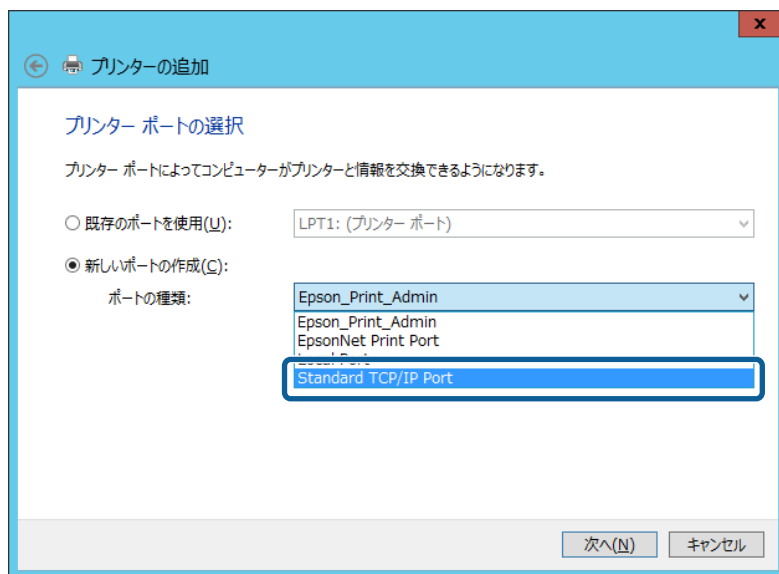 x
プリンターの追加
プリンター ポートの選択
プリンター ポートによってコンピューターがプリンターと情報を交換できるようになります。
既存のポートを使用(U): LPT1: (プリンター ポート)
新しいポートの作成(C):
ポートの種類: Epson_Print_Admin
Epson_Print_Admin
EpsonNet Print Port
Local Port
Standard TCP/IP Port
次へ(N) キャンセル